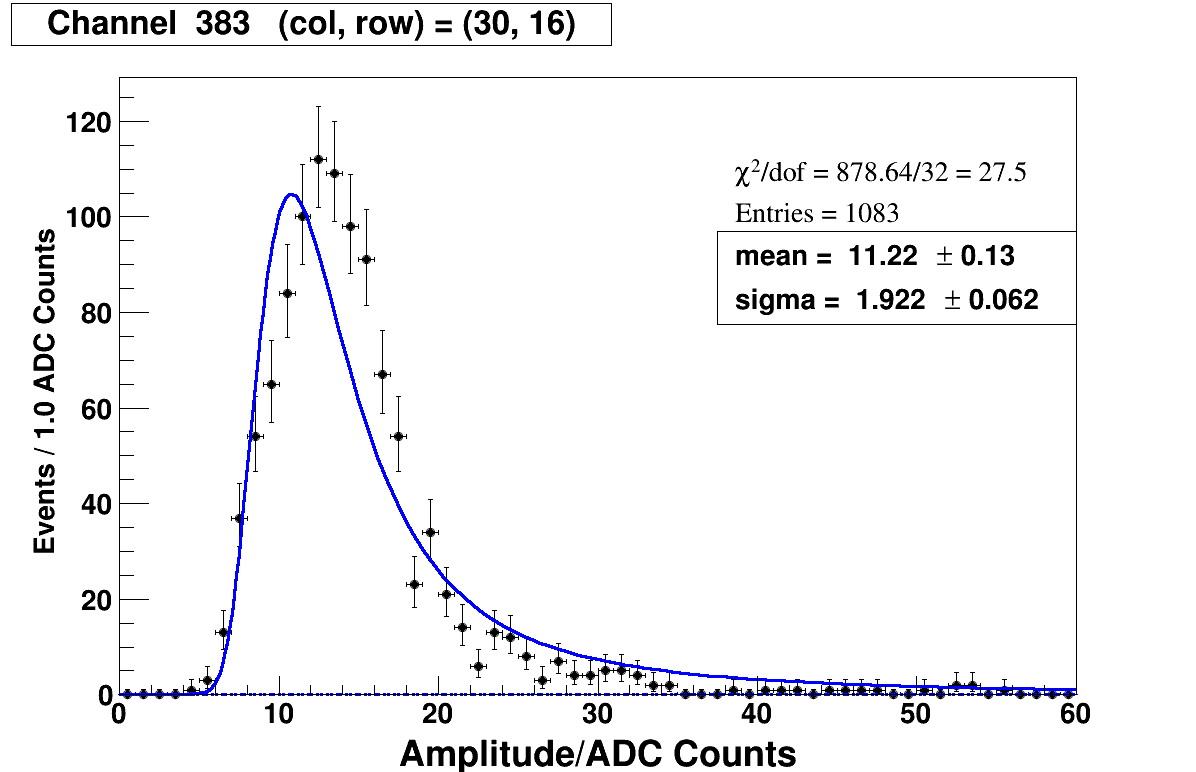 Channel 383 (col, row) = (30, 16)
χ²/dof = 878.64/32 = 27.5
Entries = 1083
mean = 11.22 ± 0.13
sigma = 1.922 ± 0.062
Events / 1.0 ADC Counts
120
100
80
60
40
20
0
0 10 20 30 40 50 60
Amplitude/ADC Counts